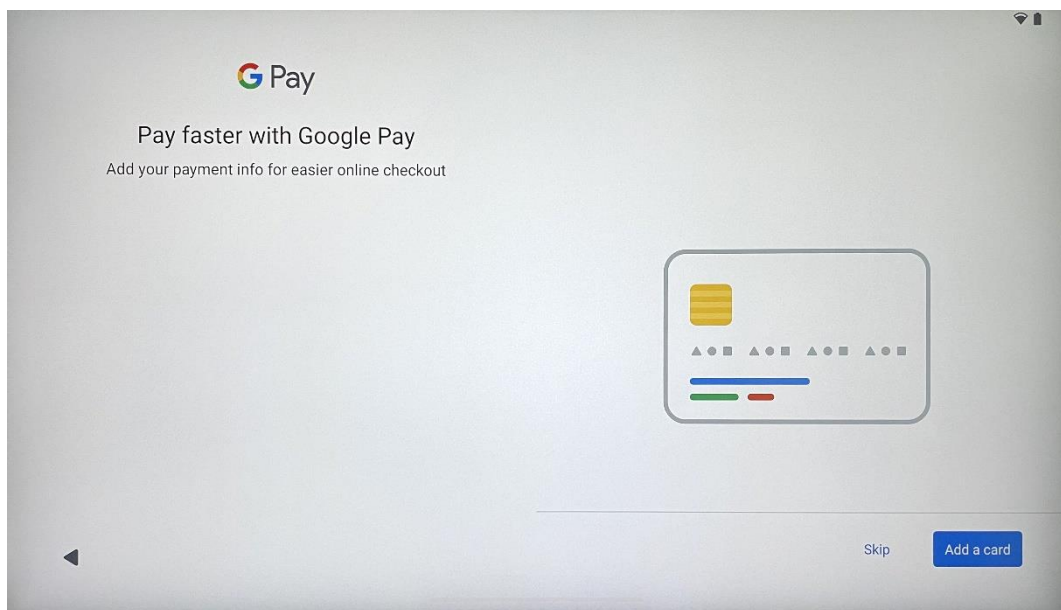 G Pay
Pay faster with Google Pay
Add your payment info for easier online checkout
Skip
Add a card